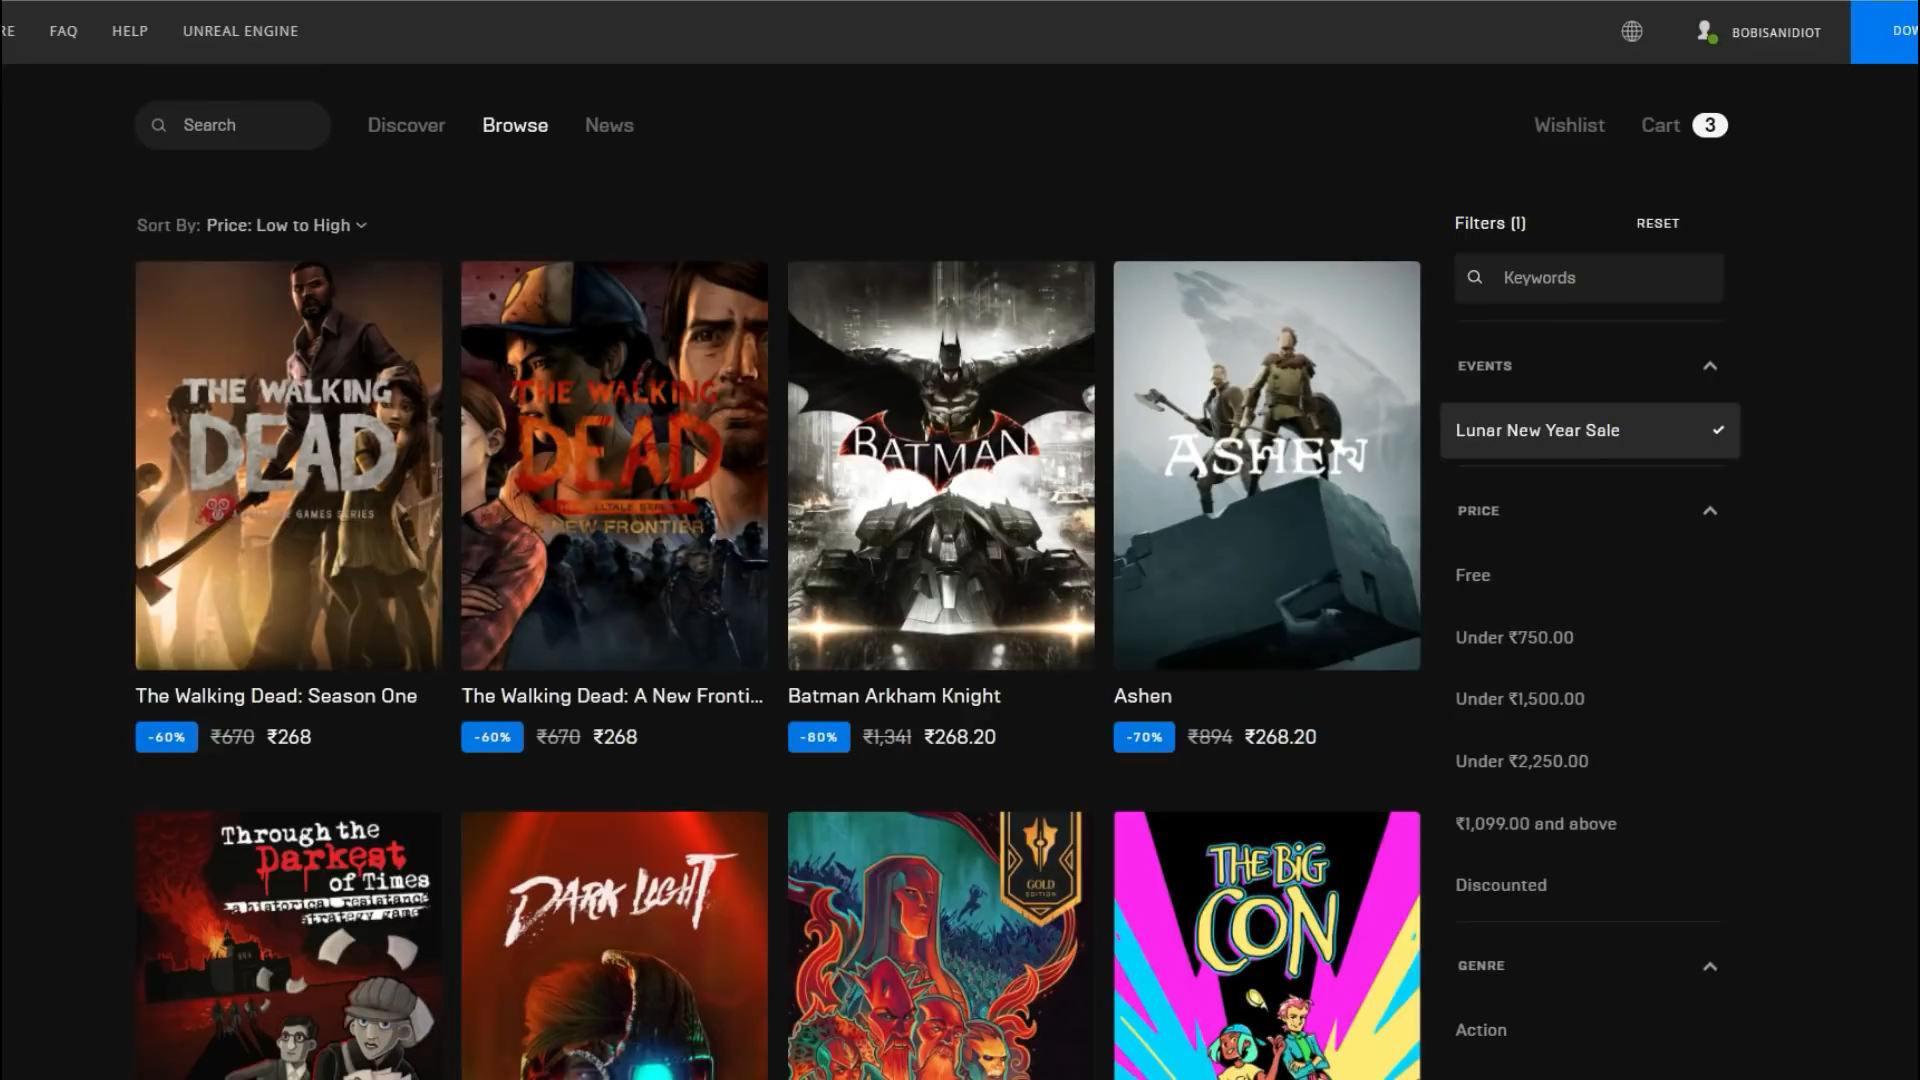 RE FAQ HELP UNREAL ENGINE BOBISANIDIOT DOW
Search Discover Browse News Wishlist Cart 3
Sort By: Price: Low to High
Filters (1) RESET
Keywords
EVENTS
Lunar New Year Sale
PRICE
Free
Under ₹750.00
Under ₹1,500.00
Under ₹2,250.00
₹1,099.00 and above
Discounted
GENRE
Action
THE WALKING
DEAD
GAMES SERIES
THE WALKING
DEAD
A NEW FRONTIER
BATMAN
ASHEN
The Walking Dead: Season One
-60% ₹670 ₹268
The Walking Dead: A New Fronti...
-60% ₹670 ₹268
Batman Arkham Knight
-80% ₹1,341 ₹268.20
Ashen
-70% ₹894 ₹268.20
Through the
Darkest
of Times
a historical resistance
strategy game
DARK LIGHT
GOLD
EDITION
THE BIG
CON